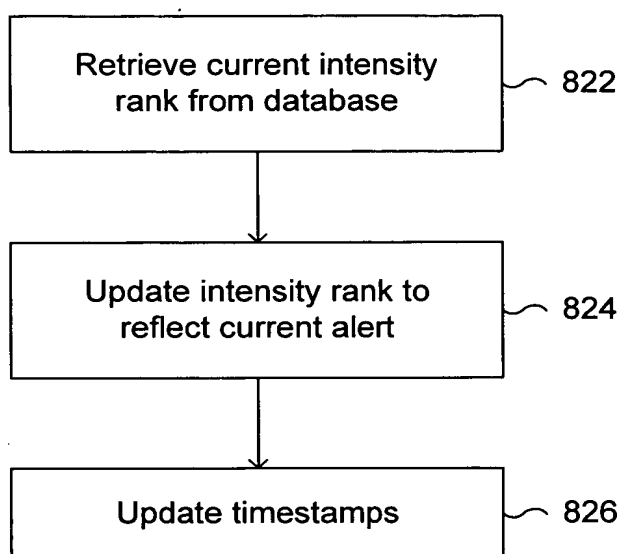 Retrieve current intensity
rank from database
822
Update intensity rank to
reflect current alert
824
Update timestamps
826